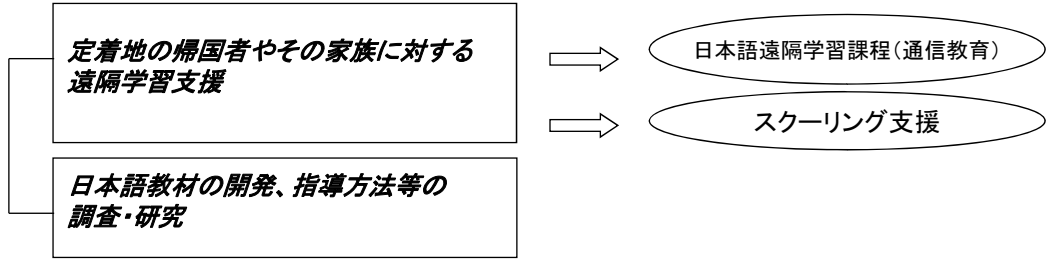 定着地の帰国者やその家族に対する
遠隔学習支援
日本語遠隔学習課程(通信教育)
スクーリング支援
日本語教材の開発、指導方法等の
調査・研究